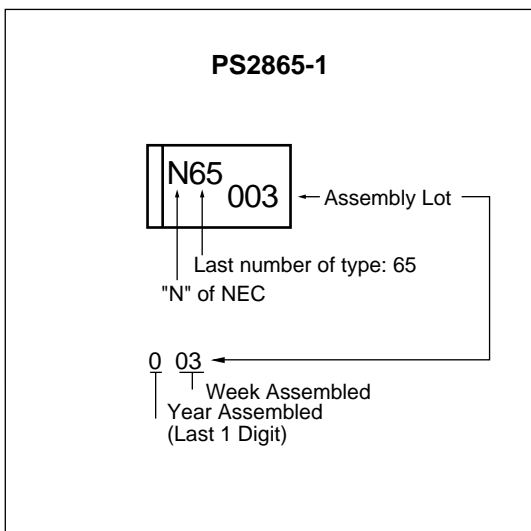 PS2865-1
N65
003
Assembly Lot
Last number of type: 65
"N" of NEC
0 03
Week Assembled
Year Assembled
(Last 1 Digit)